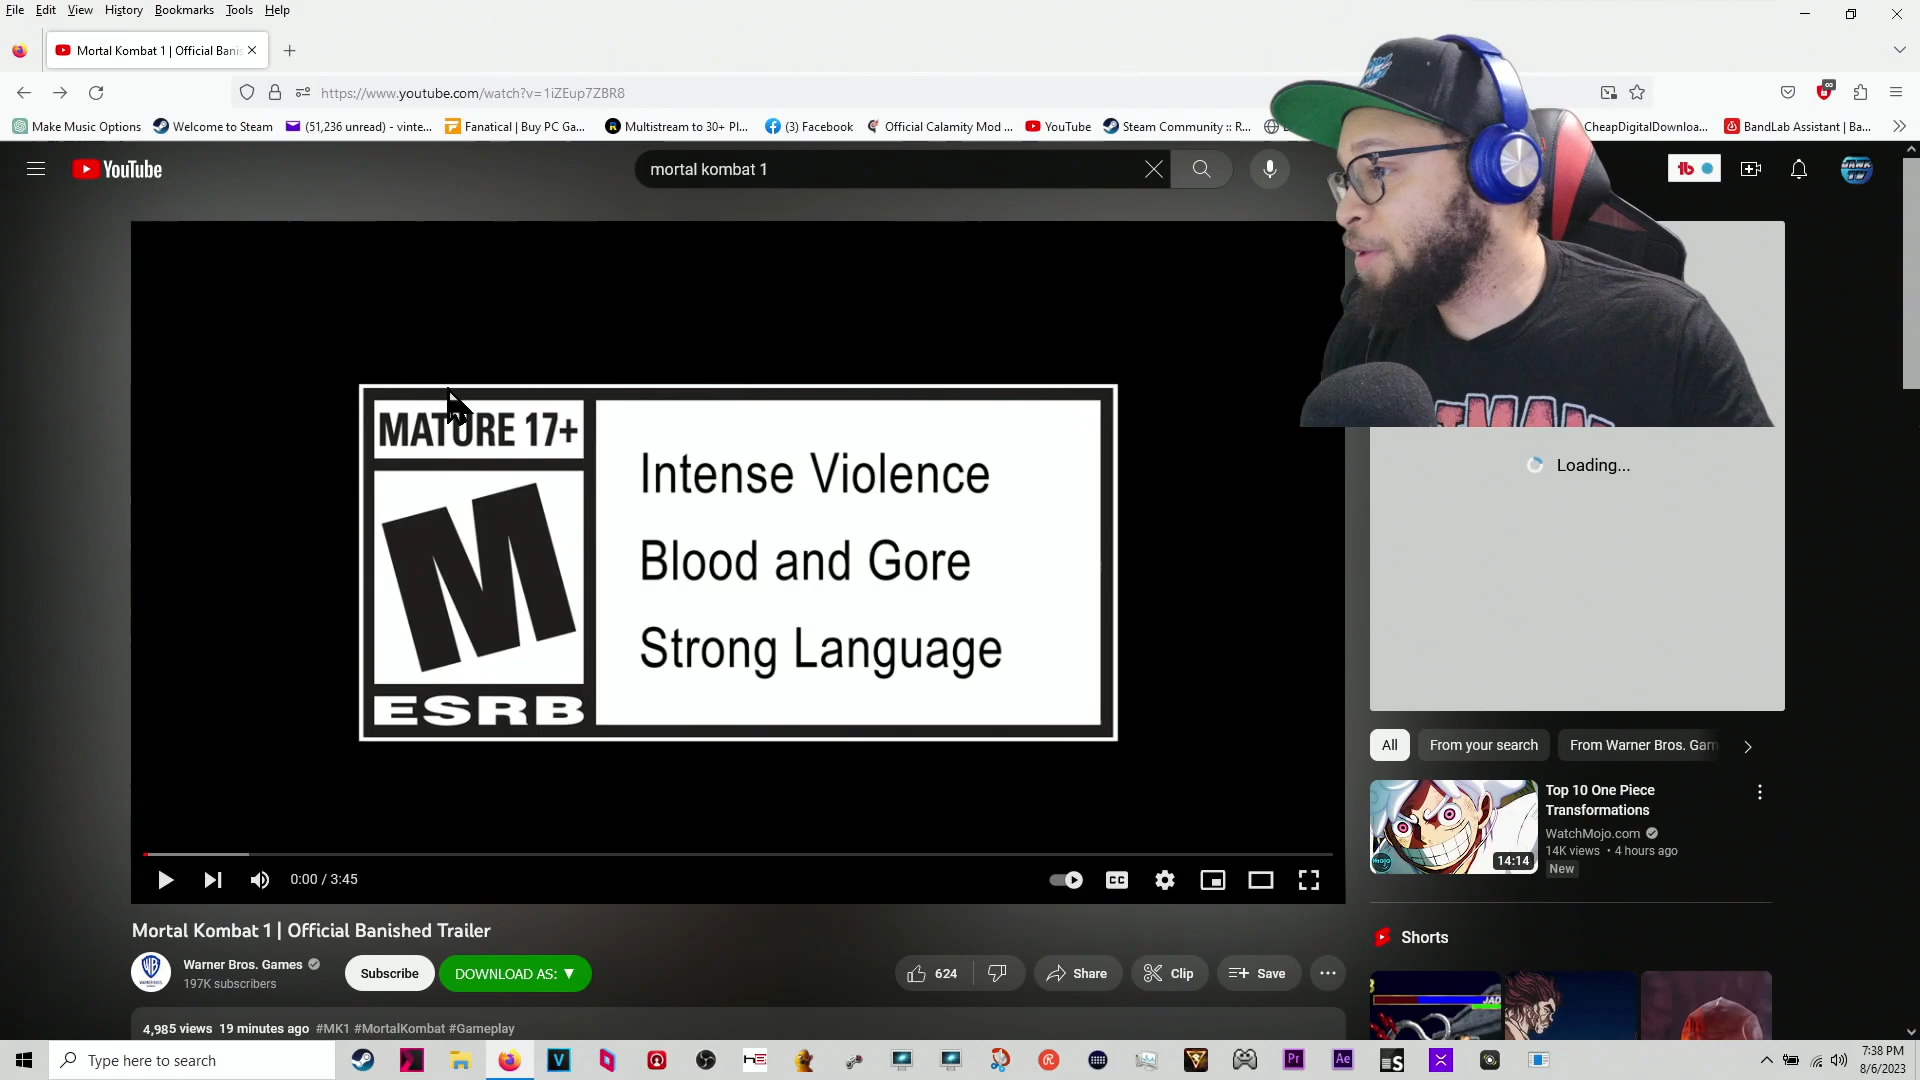 File Edit View History Bookmarks Tools Help
Mortal Kombat 1 | Official Banis
https://www.youtube.com/watch?v=1iZEup7ZBR8
Make Music Options Welcome to Steam (51,236 unread) - vinte... Fanatical | Buy PC Ga... Multistream to 30+ Pl... (3) Facebook Official Calamity Mod ... YouTube Steam Community :: R... CheapDigitalDownloa... BandLab Assistant | Ba...
YouTube
mortal kombat 1
MATURE 17+
M
ESRB
Intense Violence
Blood and Gore
Strong Language
Loading...
0:00 / 3:45
CC
Mortal Kombat 1 | Official Banished Trailer
Warner Bros. Games
197K subscribers
Subscribe
DOWNLOAD AS: ▼
624
Share
Clip
Save
4,985 views 19 minutes ago #MK1 #MortalKombat #Gameplay
All From your search From Warner Bros. Gam
Top 10 One Piece
Transformations
WatchMojo.com
14K views • 4 hours ago
New
14:14
Shorts
JAD
Type here to search
7:38 PM
8/6/2023